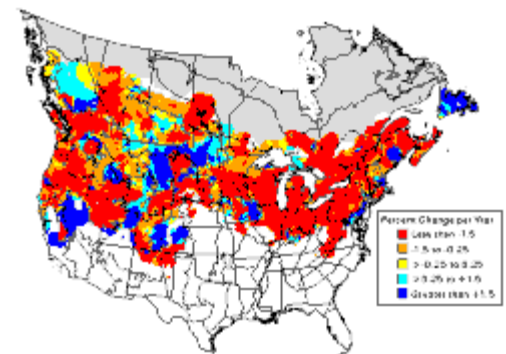 Percent Change per Year
Less than -1.5
-1.5 to -0.25
> -0.25 to 0.25
> 0.25 to +1.5
Greater than +1.5